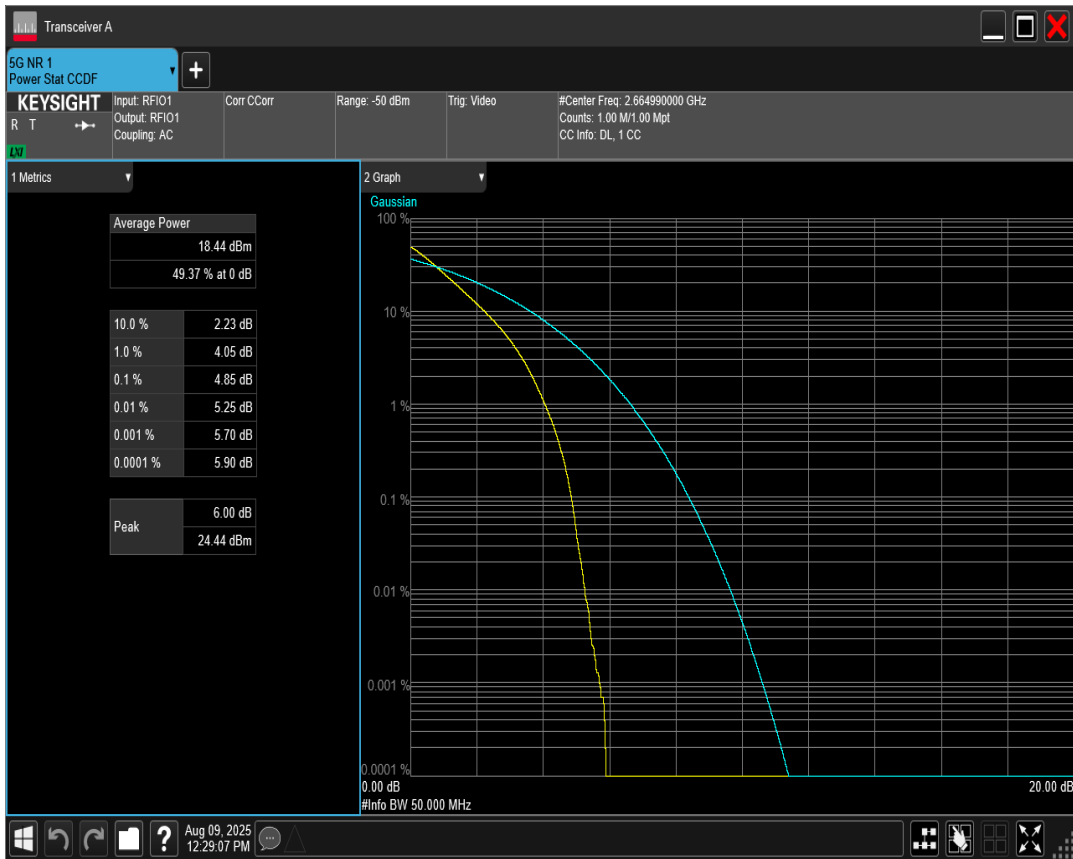 Transceiver A
5G NR 1
Power Stat CCDF
+
KEYSIGHT
R T
LXI
Input: RFIO1
Output: RFIO1
Coupling: AC
Corr CCorr
Range: -50 dBm
Trig: Video
#Center Freq: 2.664990000 GHz
Counts: 1.00 M/1.00 Mpt
CC Info: DL, 1 CC
1 Metrics
Average Power
18.44 dBm
49.37 % at 0 dB
10.0 % 2.23 dB
1.0 % 4.05 dB
0.1 % 4.85 dB
0.01 % 5.25 dB
0.001 % 5.70 dB
0.0001 % 5.90 dB
Peak
6.00 dB
24.44 dBm
2 Graph
Gaussian
100 %
10 %
1 %
0.1 %
0.01 %
0.001 %
0.0001 %
0.00 dB
20.00 dB
#Info BW 50.000 MHz
?
Aug 09, 2025
12:29:07 PM